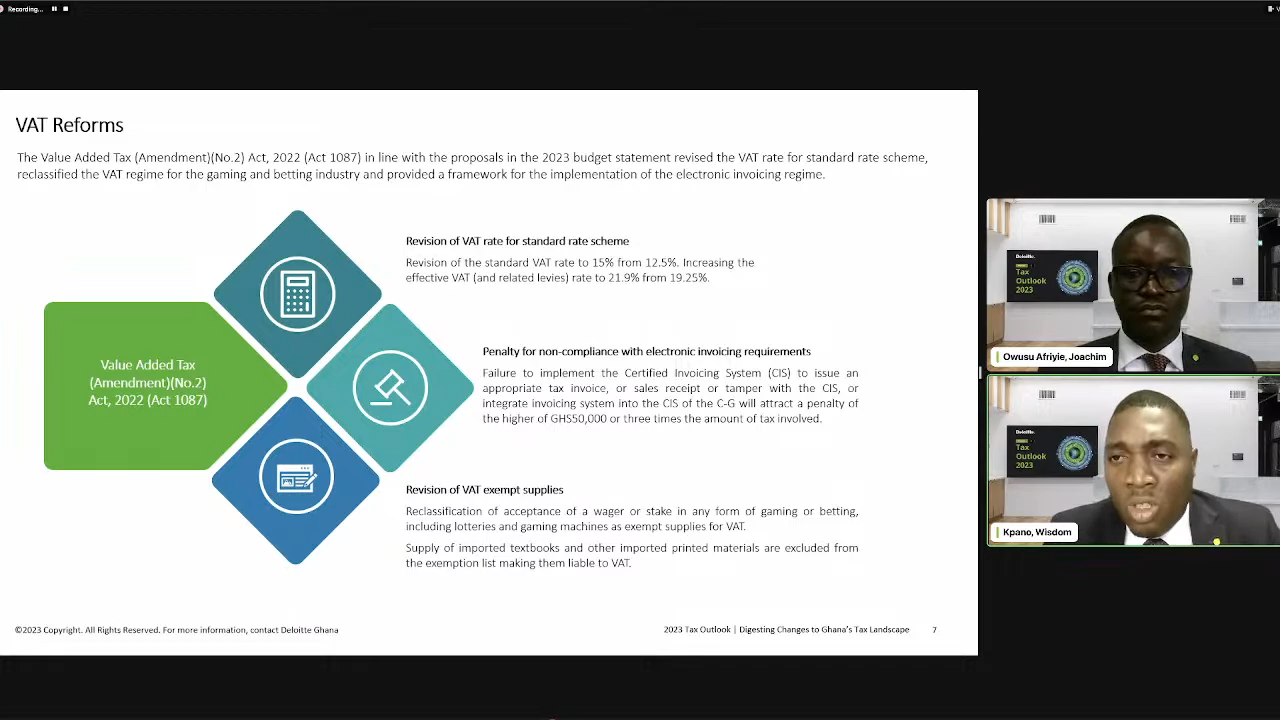 Recording...
VAT Reforms
The Value Added Tax (Amendment)(No.2) Act, 2022 (Act 1087) in line with the proposals in the 2023 budget statement revised the VAT rate for standard rate scheme,
reclassified the VAT regime for the gaming and betting industry and provided a framework for the implementation of the electronic invoicing regime.
Value Added Tax
(Amendment)(No.2)
Act, 2022 (Act 1087)
Revision of VAT rate for standard rate scheme
Revision of the standard VAT rate to 15% from 12.5%. Increasing the
effective VAT (and related levies) rate to 21.9% from 19.25%.
Penalty for non-compliance with electronic invoicing requirements
Failure to implement the Certified Invoicing System (CIS) to issue an
appropriate tax invoice, or sales receipt or tamper with the CIS, or
integrate invoicing system into the CIS of the C-G will attract a penalty of
the higher of GHS50,000 or three times the amount of tax involved.
Revision of VAT exempt supplies
Reclassification of acceptance of a wager or stake in any form of gaming or betting,
including lotteries and gaming machines as exempt supplies for VAT.
Supply of imported textbooks and other imported printed materials are excluded from
the exemption list making them liable to VAT.
©2023 Copyright. All Rights Reserved. For more information, contact Deloitte Ghana
2023 Tax Outlook | Digesting Changes to Ghana's Tax Landscape
7
Deloitte.
Tax
Outlook
2023
Owusu Afriyie, Joachim
Deloitte.
Tax
Outlook
2023
Kpano, Wisdom